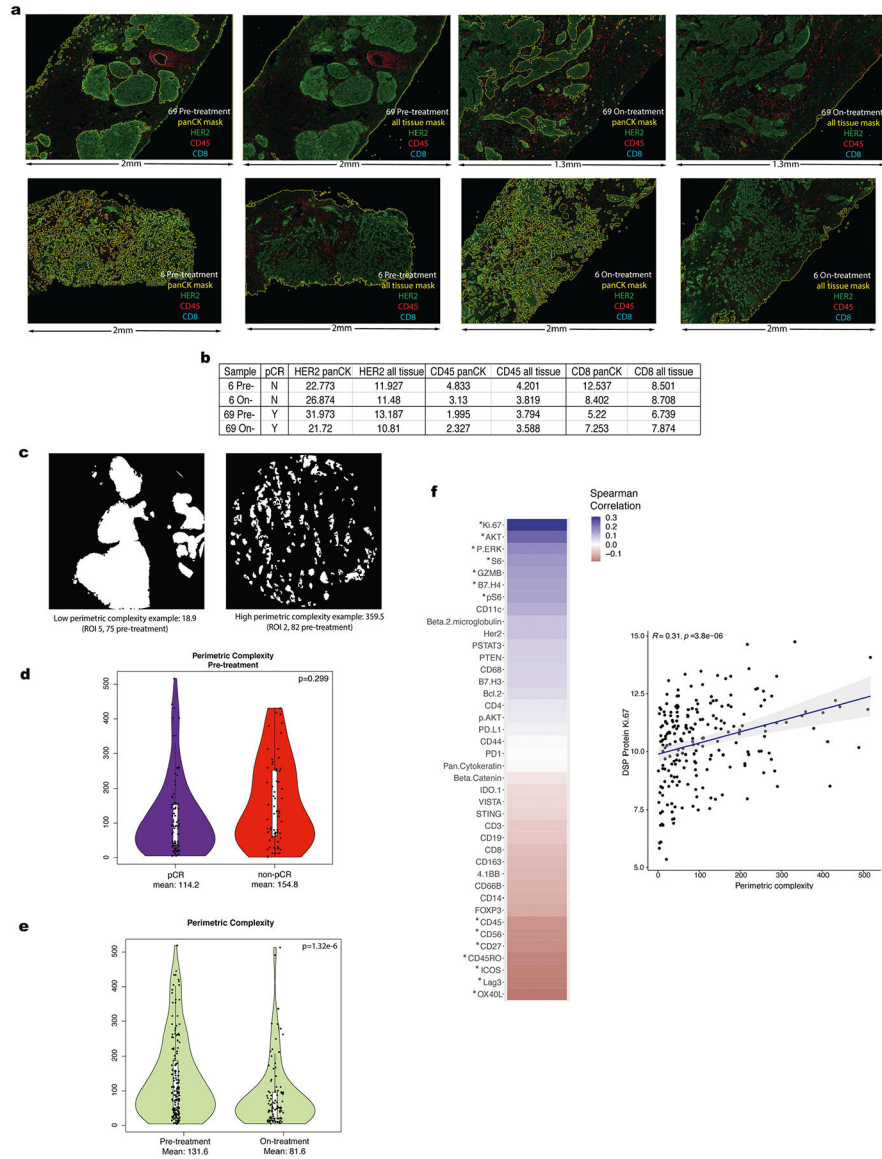 a
69 Pre-treatment
panCK mask
HER2
CD45
CD8
2mm
69 Pre-treatment
all tissue mask
HER2
CD45
CD8
2mm
69 On-treatment
panCK mask
HER2
CD45
CD8
1.3mm
69 On-treatment
all tissue mask
HER2
CD45
CD8
1.3mm
6 Pre-treatment
panCK mask
HER2
CD45
CD8
2mm
6 Pre-treatment
all tissue mask
HER2
CD45
CD8
2mm
6 On-treatment
panCK mask
HER2
CD45
CD8
2mm
6 On-treatment
all tissue mask
HER2
CD45
CD8
2mm
b
Sample pCR HER2 panCK HER2 all tissue CD45 panCK CD45 all tissue CD8 panCK CD8 all tissue
6 Pre- N 22.773 11.927 4.833 4.201 12.537 8.501
6 On- N 26.874 11.48 3.13 3.819 8.402 8.708
69 Pre- Y 31.973 13.187 1.995 3.794 5.22 6.739
69 On- Y 21.72 10.81 2.327 3.588 7.253 7.874
c
Low perimetric complexity example: 18.9
(ROI 5, 75 pre-treatment)
High perimetric complexity example: 359.5
(ROI 2, 82 pre-treatment)
d
Perimetric Complexity
Pre-treatment
p=0.299
500
400
300
200
100
0
pCR
mean: 114.2
non-pCR
mean: 154.8
e
Perimetric Complexity
p=1.32e-6
500
400
300
200
100
0
Pre-treatment
Mean: 131.6
On-treatment
Mean: 81.6
f
Spearman
Correlation
0.3
0.2
0.1
0.0
−0.1
*Ki.67
*AKT
*P.ERK
*S6
*GZMB
*B7.H4
*pS6
CD11c
Beta.2.microglobulin
Her2
PSTAT3
PTEN
CD68
B7.H3
Bcl.2
CD4
p.AKT
PD.L1
CD44
PD1
Pan.Cytokeratin
Beta.Catenin
IDO.1
VISTA
STING
CD3
CD19
CD8
CD163
4.1BB
CD66B
CD14
FOXP3
*CD45
*CD56
*CD27
*CD45RO
*ICOS
*Lag3
*OX40L
R = 0.31, p=3.8e−06
DSP Protein Ki.67
15.0
12.5
10.0
7.5
5.0
0 100 200 300 400 500
Perimetric complexity